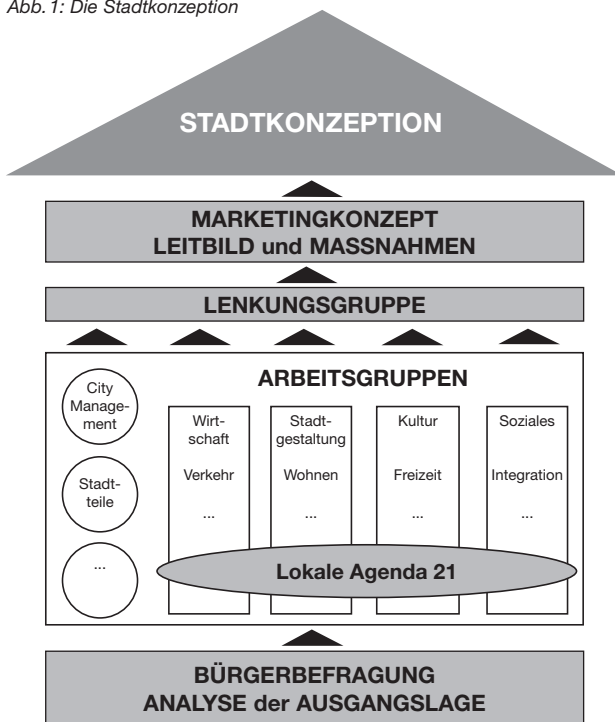 Abb. 1: Die Stadtkonzeption
STADTKONZEPTION
MARKETINGKONZEPT
LEITBILD und MASSNAHMEN
LENKUNGSGRUPPE
ARBEITSGRUPPEN
City
Manage-
ment
Stadt-
teile
...
Wirt-
schaft
Verkehr
...
Stadt-
gestaltung
Wohnen
...
Kultur
Freizeit
...
Soziales
Integration
...
Lokale Agenda 21
BÜRGERBEFRAGUNG
ANALYSE der AUSGANGSLAGE